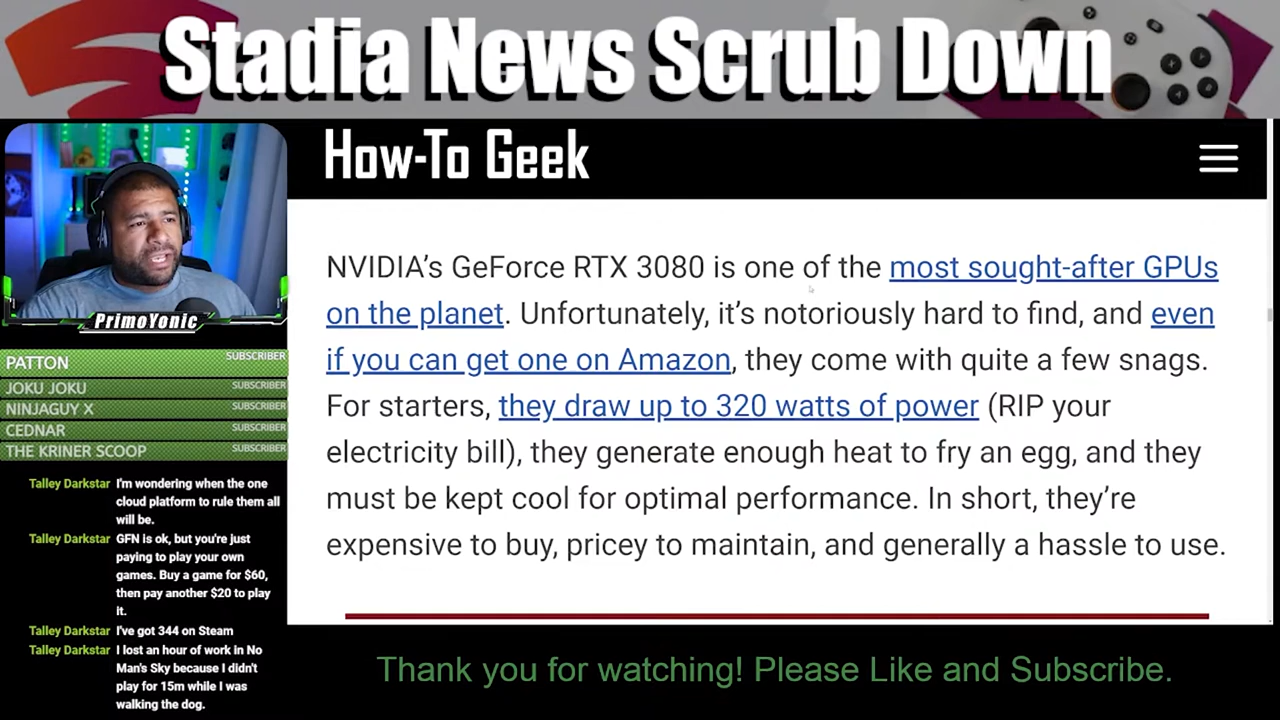 Stadia News Scrub Down
How-To Geek
NVIDIA’s GeForce RTX 3080 is one of the most sought-after GPUs
on the planet. Unfortunately, it’s notoriously hard to find, and even
if you can get one on Amazon, they come with quite a few snags.
For starters, they draw up to 320 watts of power (RIP your
electricity bill), they generate enough heat to fry an egg, and they
must be kept cool for optimal performance. In short, they’re
expensive to buy, pricey to maintain, and generally a hassle to use.
PrimoYonic
PATTON SUBSCRIBER
JOKU JOKU SUBSCRIBER
NINJAGUY X SUBSCRIBER
CEDNAR SUBSCRIBER
THE KRINER SCOOP SUBSCRIBER
Talley Darkstar I'm wondering when the one
cloud platform to rule them all
will be.
Talley Darkstar GFN is ok, but you're just
paying to play your own
games. Buy a game for $60,
then pay another $20 to play
it.
Talley Darkstar I've got 344 on Steam
Talley Darkstar I lost an hour of work in No
Man's Sky because I didn't
play for 15m while I was
walking the dog.
Thank you for watching! Please Like and Subscribe.